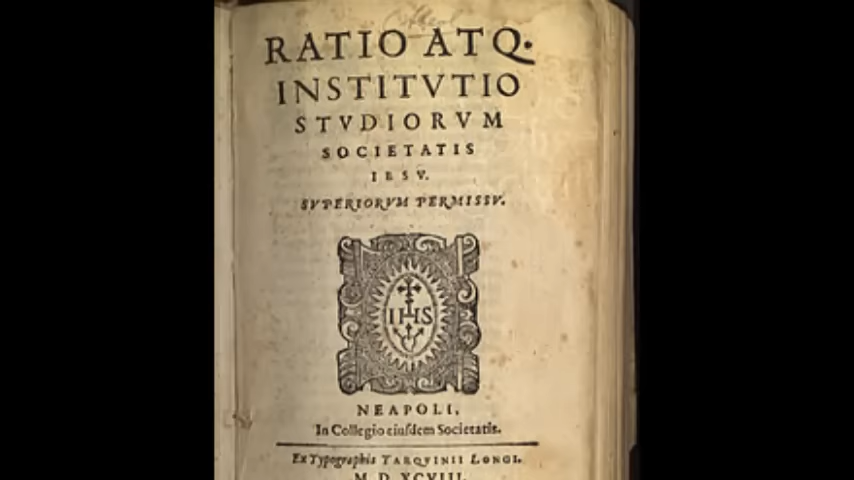 RATIO ATQ.
INSTITVTIO
STVDIORVM
SOCIETATIS
IESV.
SVPERIORVM PERMISSV.
IHS
NEAPOLI,
In Collegio eiusdem Societatis.
Ex Typographia TARQVINII LONGI.
M. D. XCVIII.